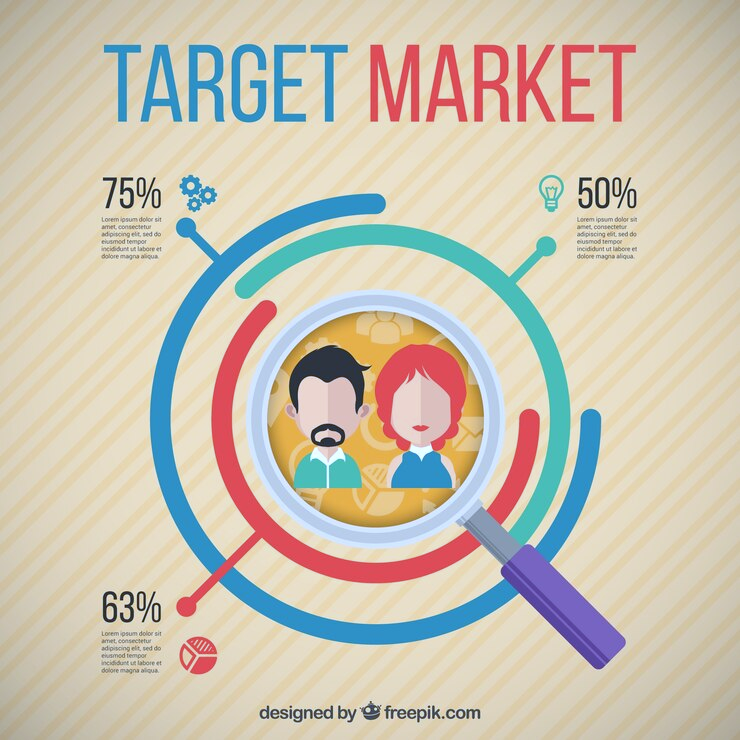 TARGET MARKET
75%
Lorem ipsum dolor sit
amet, consectetur
adipiscing elit, sed do
eiusmod tempor
incididunt ut labore et
dolore magna aliqua.
50%
Lorem ipsum dolor sit
amet, consectetur
adipiscing elit, sed do
eiusmod tempor
incididunt ut labore et
dolore magna aliqua.
63%
Lorem ipsum dolor sit
amet, consectetur
adipiscing elit, sed do
eiusmod tempor
incididunt ut labore et
dolore magna aliqua.
designed by freepik.com